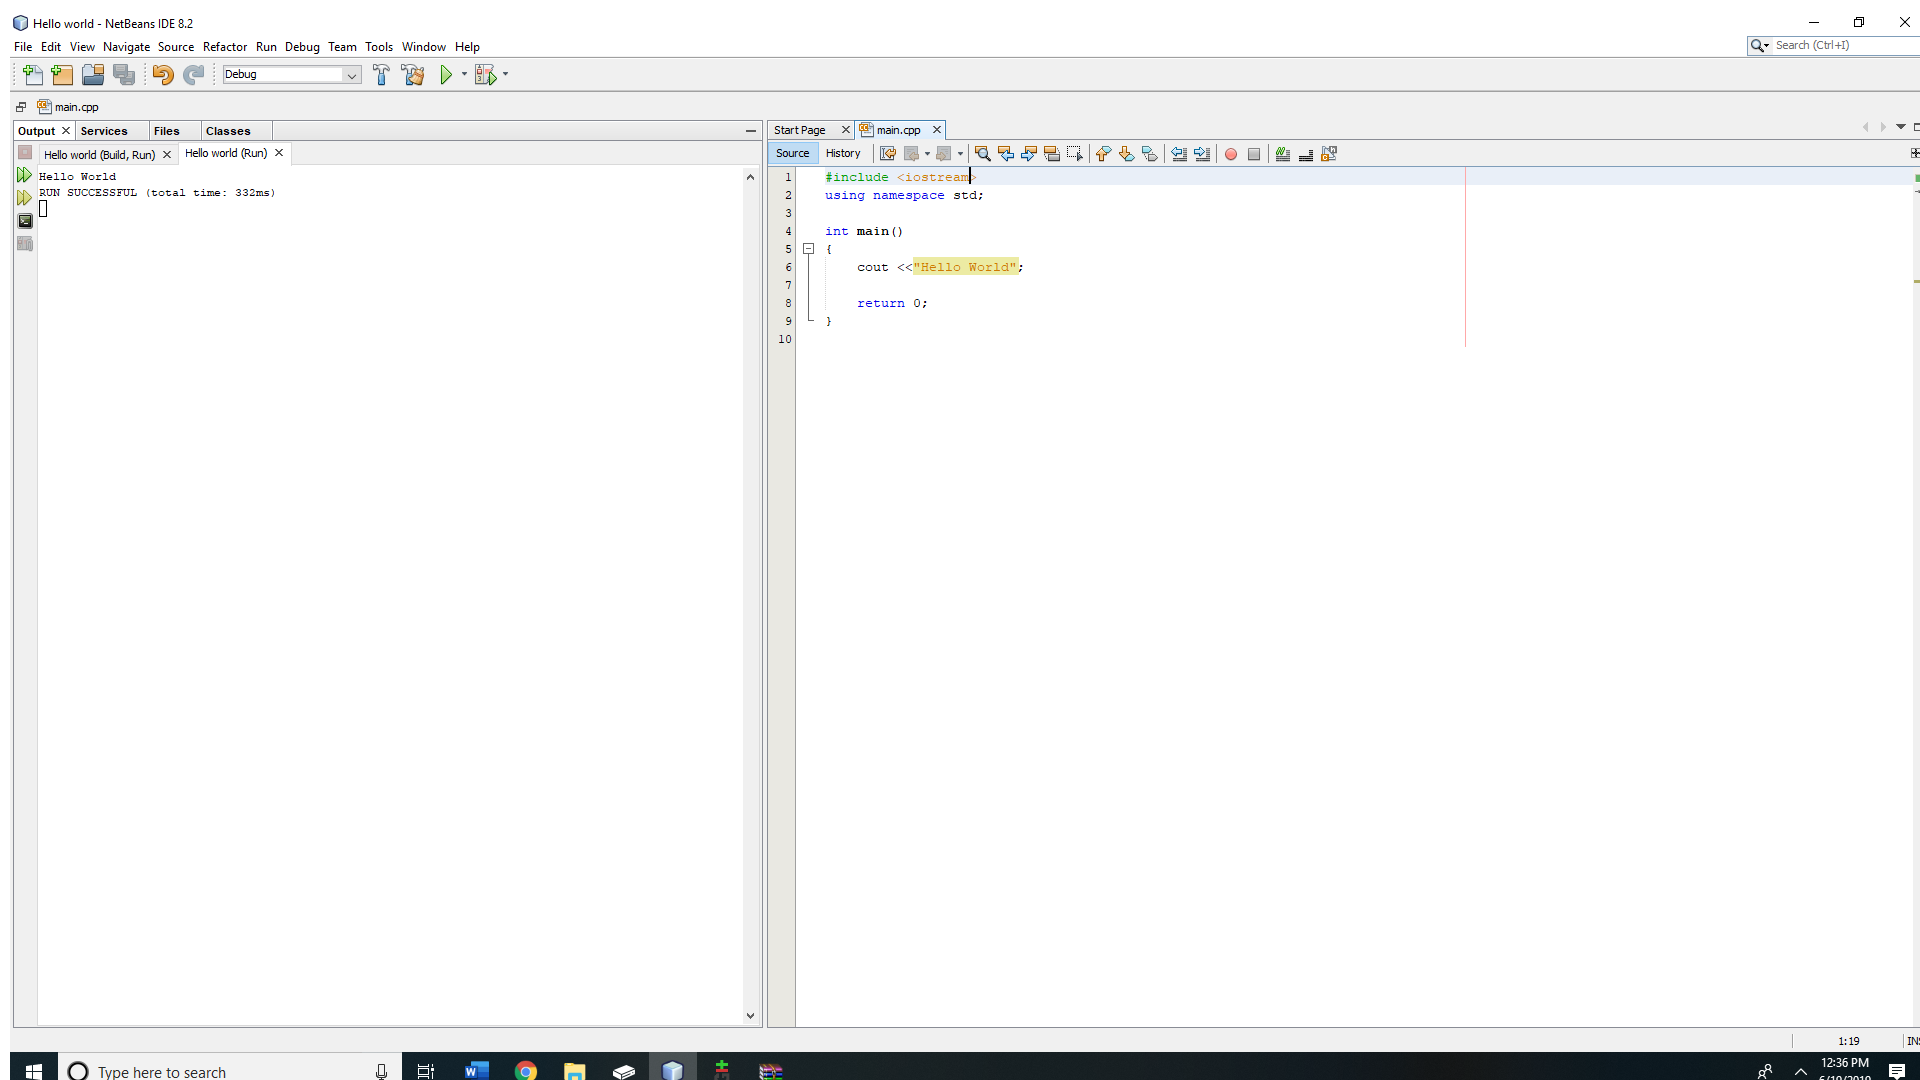 Hello world - NetBeans IDE 8.2
File Edit View Navigate Source Refactor Run Debug Team Tools Window Help
Search (Ctrl+I)
Debug
main.cpp
Output Services Files Classes
Hello world (Build, Run) Hello world (Run)
Hello World
RUN SUCCESSFUL (total time: 332ms)
Start Page main.cpp
Source History
1 #include <iostream>
2 using namespace std;
3
4 int main()
5 {
6 cout <<"Hello World";
7
8 return 0;
9 }
10
1:19 INS
Type here to search
12:36 PM
6/19/2019